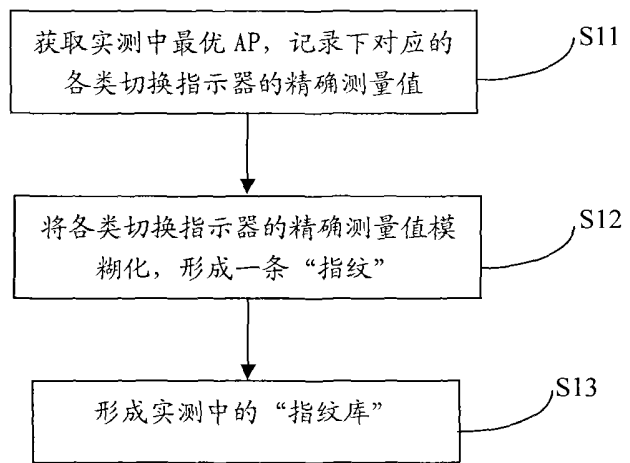 获取实测中最优 AP，记录下对应的
各类切换指示器的精确测量值
S11
将各类切换指示器的精确测量值模
糊化，形成一条“指纹”
S12
形成实测中的“指纹库”
S13